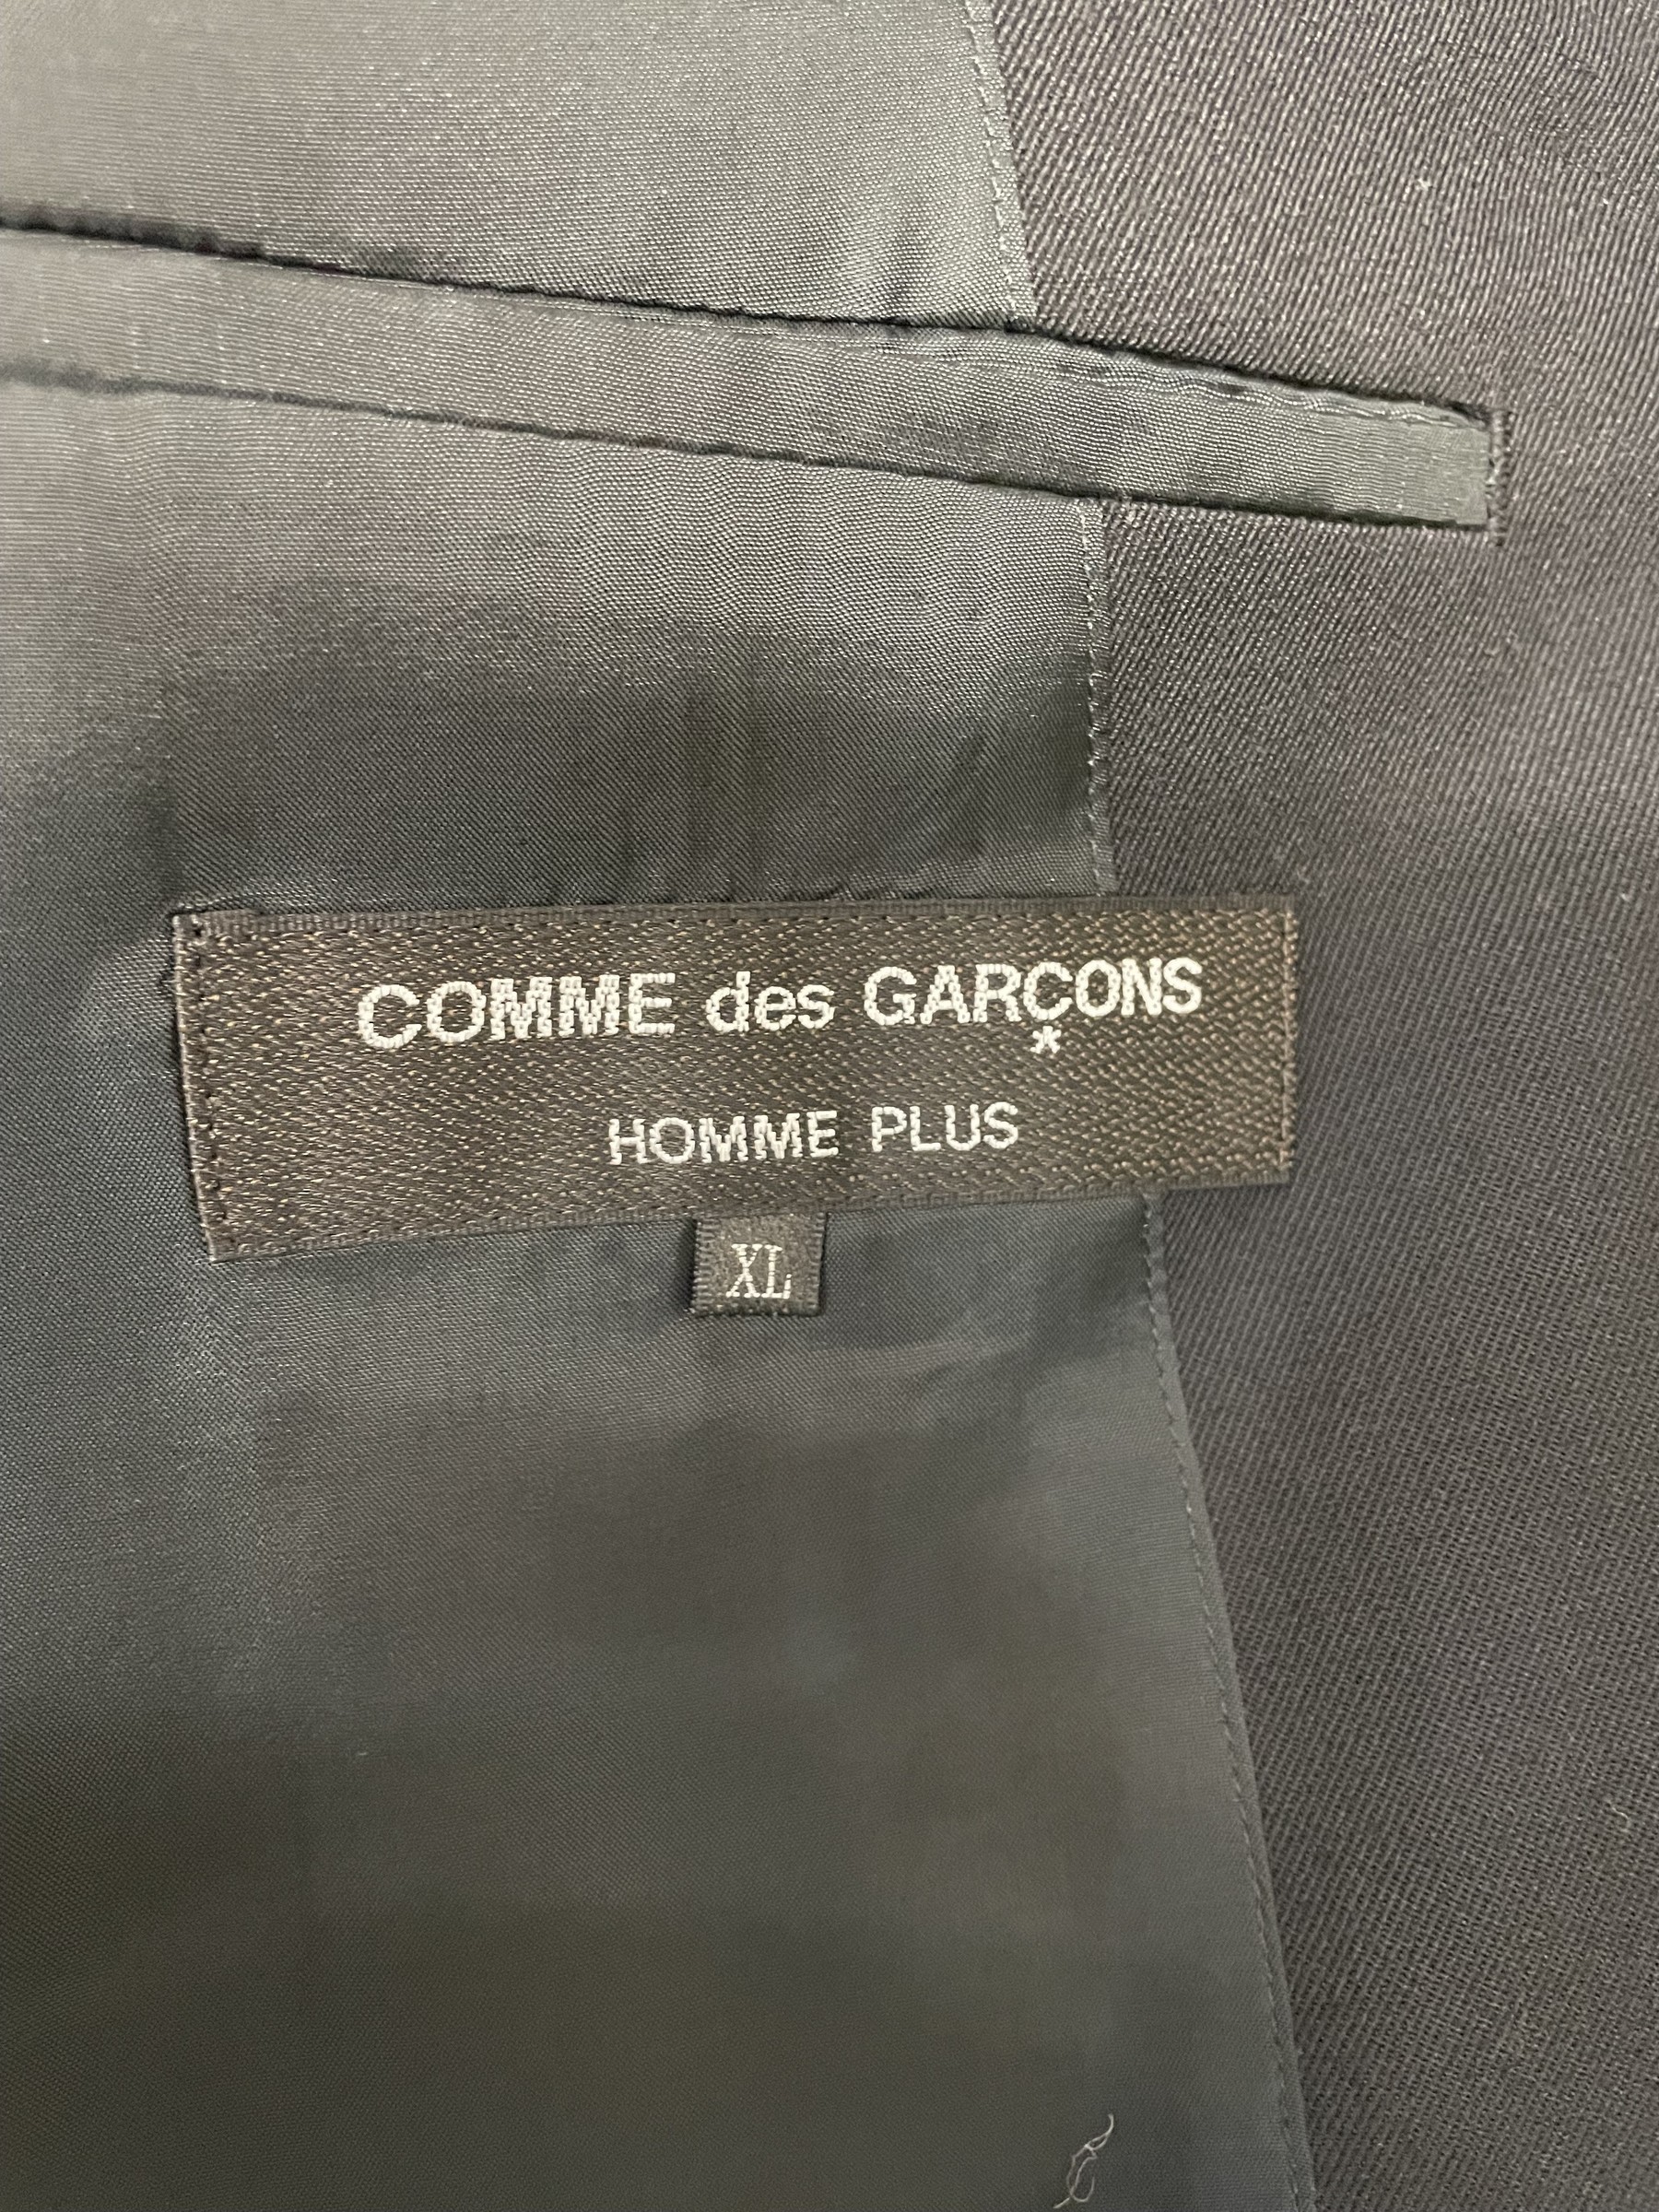 COMME des GARÇONS
*
HOMME PLUS
XL